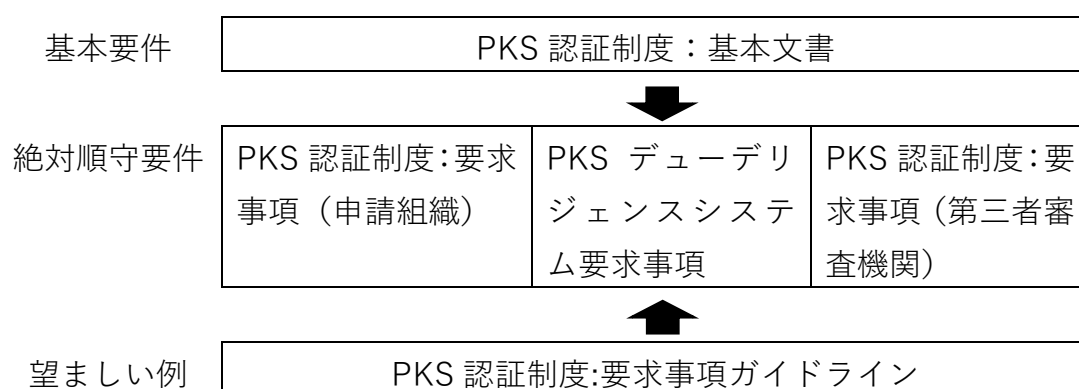 基本要件
PKS 認証制度：基本文書
絶対順守要件
PKS 認証制度：要求
事項（申請組織）
PKS デューデリ
ジェンスシステ
ム要求事項
PKS 認証制度：要
求事項（第三者審
査機関）
望ましい例
PKS 認証制度:要求事項ガイドライン